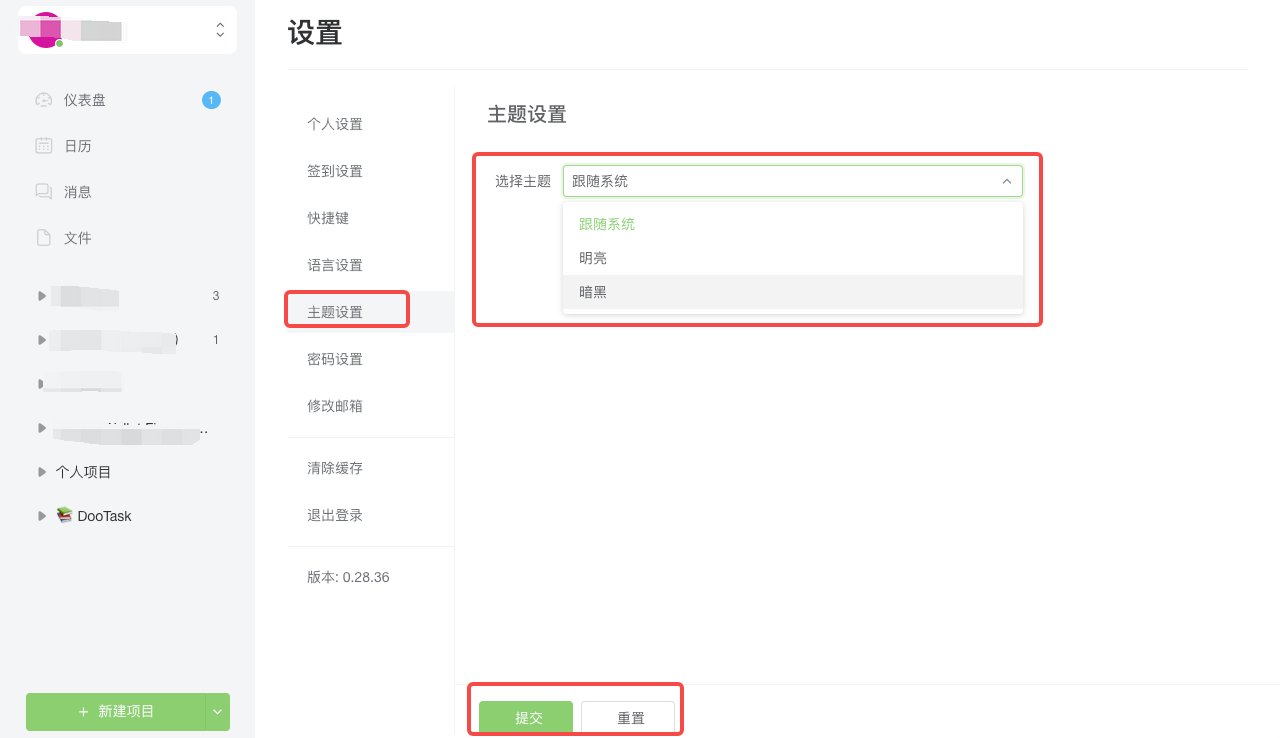 仪表盘
1
日历
消息
文件
3
1
个人项目
DooTask
新建项目
设置
个人设置
签到设置
快捷键
语言设置
主题设置
密码设置
修改邮箱
清除缓存
退出登录
版本: 0.28.36
主题设置
选择主题
跟随系统
跟随系统
明亮
暗黑
提交
重置